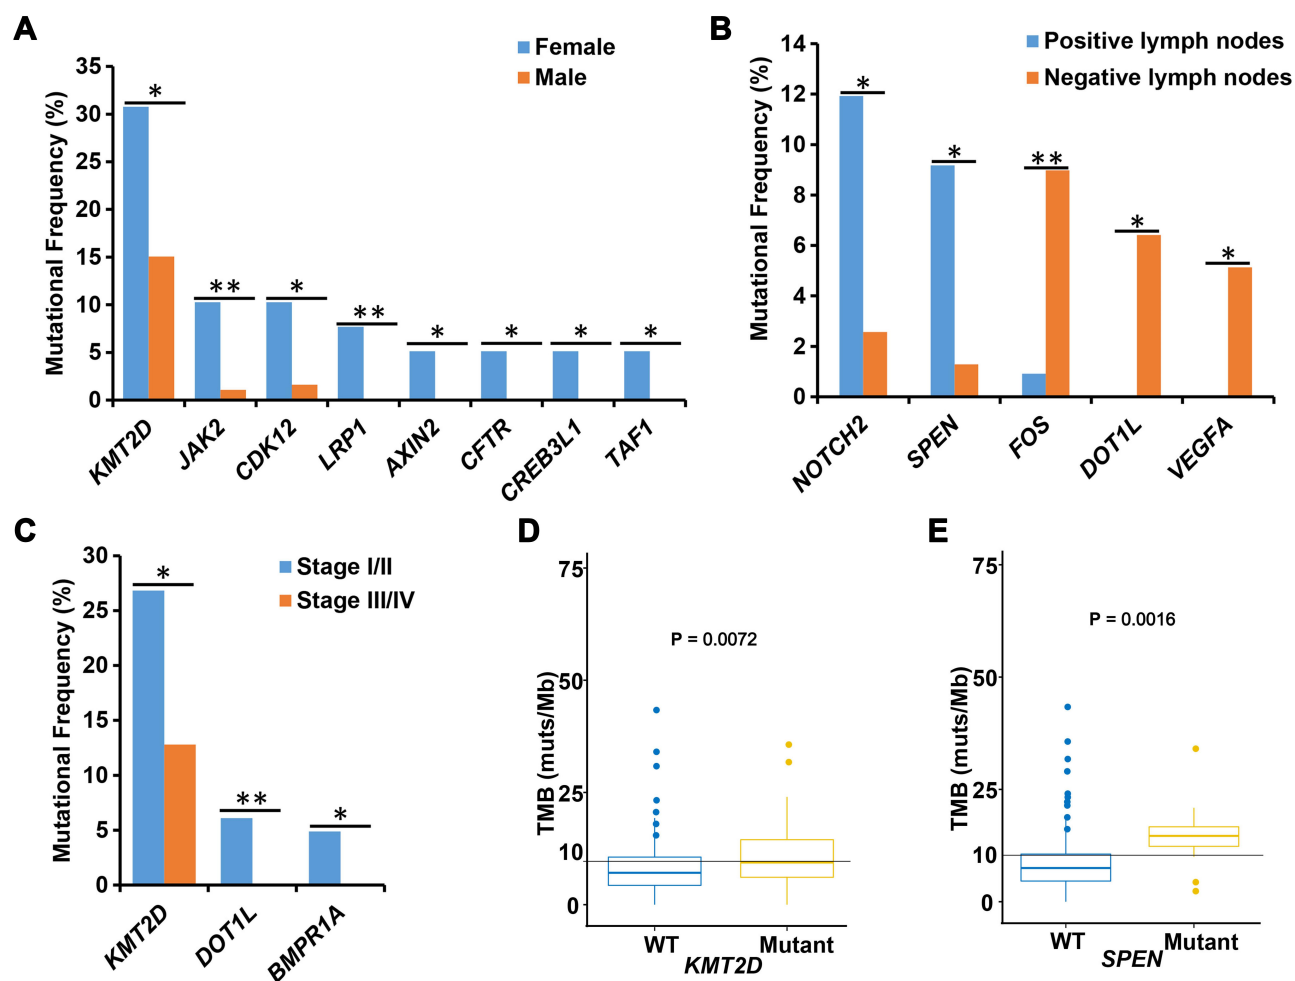 A
Female
Male
Mutational Frequency (%)
35
30
25
20
15
10
5
0
*
**
*
**
*
*
*
*
KMT2D
JAK2
CDK12
LRP1
AXIN2
CFTR
CREB3L1
TAF1
B
Positive lymph nodes
Negative lymph nodes
Mutational Frequency (%)
14
12
10
8
6
4
2
0
*
*
**
*
*
NOTCH2
SPEN
FOS
DOT1L
VEGFA
C
Stage I/II
Stage III/IV
Mutational Frequency (%)
30
25
20
15
10
5
0
*
**
*
KMT2D
DOT1L
BMPR1A
D
P = 0.0072
TMB (muts/Mb)
75
50
25
10
0
WT
Mutant
KMT2D
E
P = 0.0016
TMB (muts/Mb)
75
50
25
10
0
WT
Mutant
SPEN